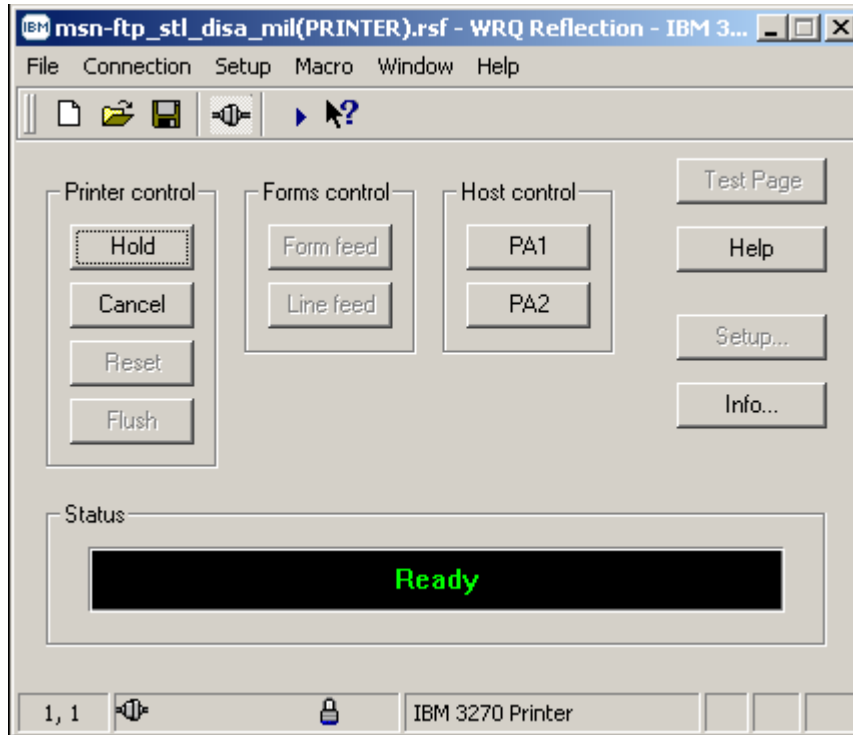 IBM msn-ftp_stl_disa_mil(PRINTER).rsf - WRQ Reflection - IBM 3...
File Connection Setup Macro Window Help
Printer control
Hold
Cancel
Reset
Flush
Forms control
Form feed
Line feed
Host control
PA1
PA2
Test Page
Help
Setup...
Info...
Status
Ready
1, 1 IBM 3270 Printer